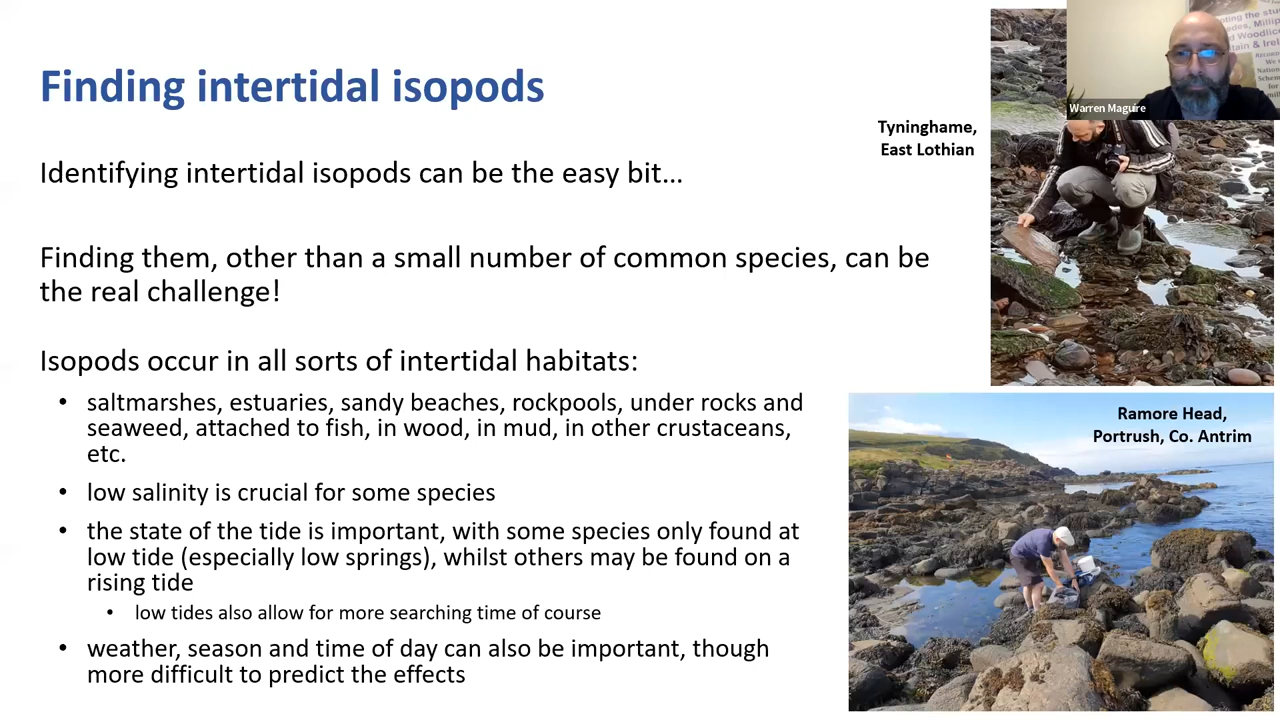 Finding intertidal isopods
Identifying intertidal isopods can be the easy bit…
Finding them, other than a small number of common species, can be
the real challenge!
Isopods occur in all sorts of intertidal habitats:
• saltmarshes, estuaries, sandy beaches, rockpools, under rocks and
seaweed, attached to fish, in wood, in mud, in other crustaceans,
etc.
• low salinity is crucial for some species
• the state of the tide is important, with some species only found at
low tide (especially low springs), whilst others may be found on a
rising tide
• low tides also allow for more searching time of course
• weather, season and time of day can also be important, though
more difficult to predict the effects
Tyninghame,
East Lothian
Ramore Head,
Portrush, Co. Antrim
Warren Maguire
the
Woodlice